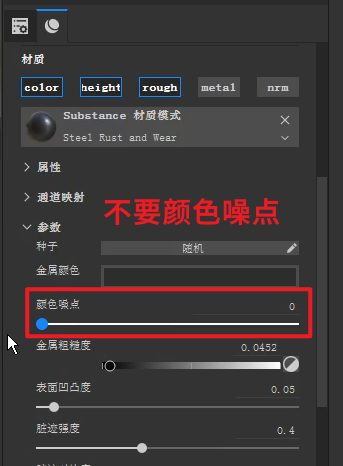 材质
color height rough metal nrm
Substance 材质模式
Steel Rust and Wear
属性
通道映射
不要颜色噪点
参数
种子 随机
金属颜色
颜色噪点 0
金属粗糙度 0.0452
表面凹凸度 0.05
脏迹强度 0.4